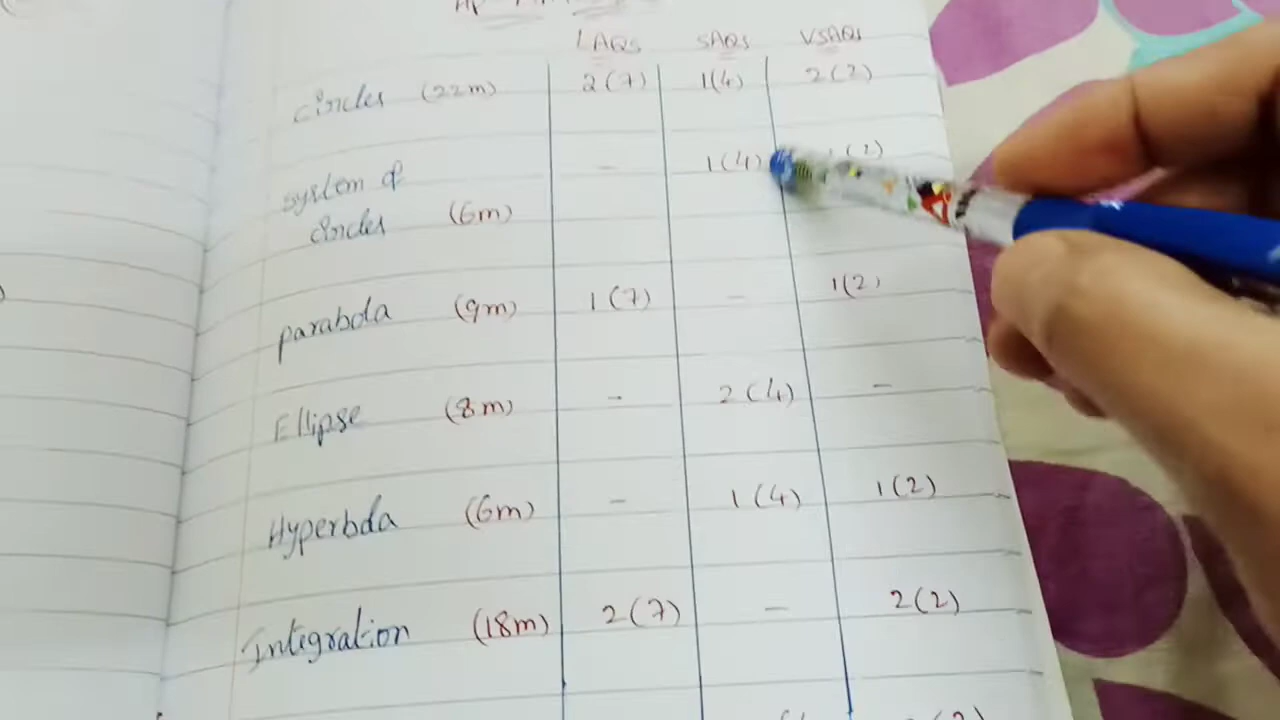 LAQs SAQs VSAQs
Circles (22m) 2(7) 1(4) 2(2)
System of - 1(4) 1(2)
Circles (6m)
parabola (9m) 1(7) - 1(2)
Ellipse (8m) - 2(4) -
Hyperbola (6m) - 1(4) 1(2)
Integration (18m) 2(7) - 2(2)